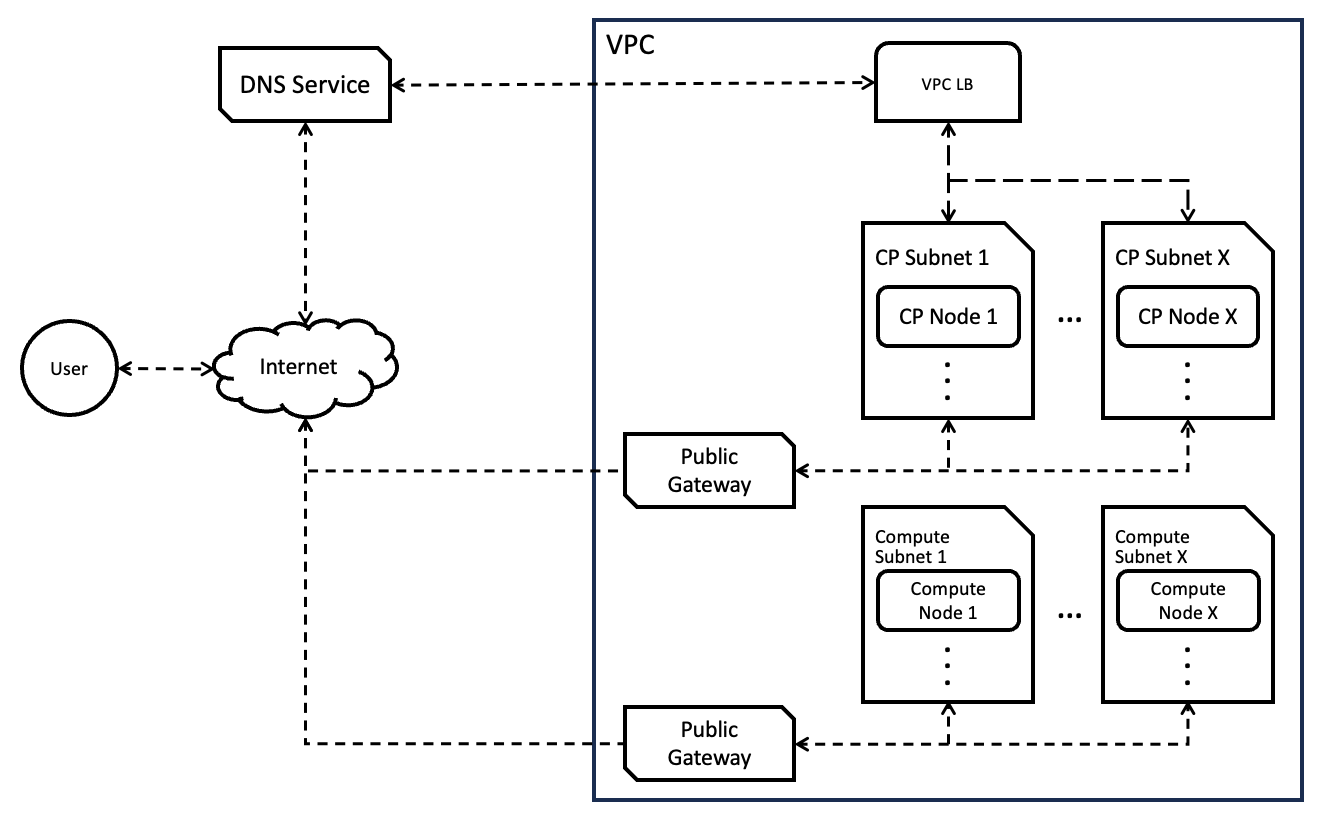 VPC
DNS Service
VPC LB
CP Subnet 1
CP Node 1
...
CP Subnet X
CP Node X
User
Internet
Public
Gateway
Compute
Subnet 1
Compute
Node 1
...
Compute
Subnet X
Compute
Node X
Public
Gateway